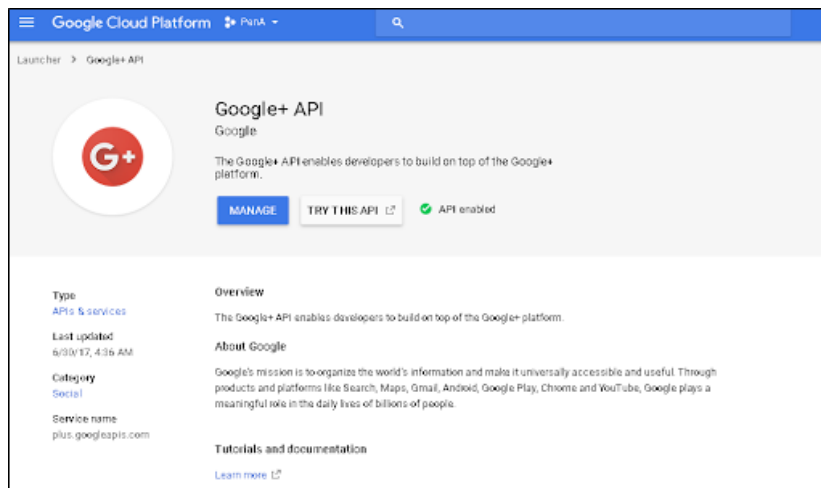 Google Cloud Platform PanA
Launcher > Google+ API
G+
Google+ API
Google
The Google+ API enables developers to build on top of the Google+
platform.
MANAGE TRY THIS API API enabled
Type
APIs & services
Last updated
6/30/17, 4:36 AM
Category
Social
Service name
plus.googleapis.com
Overview
The Google+ API enables developers to build on top of the Google+ platform.
About Google
Google's mission is to organize the world's information and make it universally accessible and useful. Through
products and platforms like Search, Maps, Gmail, Android, Google Play, Chrome and YouTube, Google plays a
meaningful role in the daily lives of billions of people.
Tutorials and documentation
Learn more